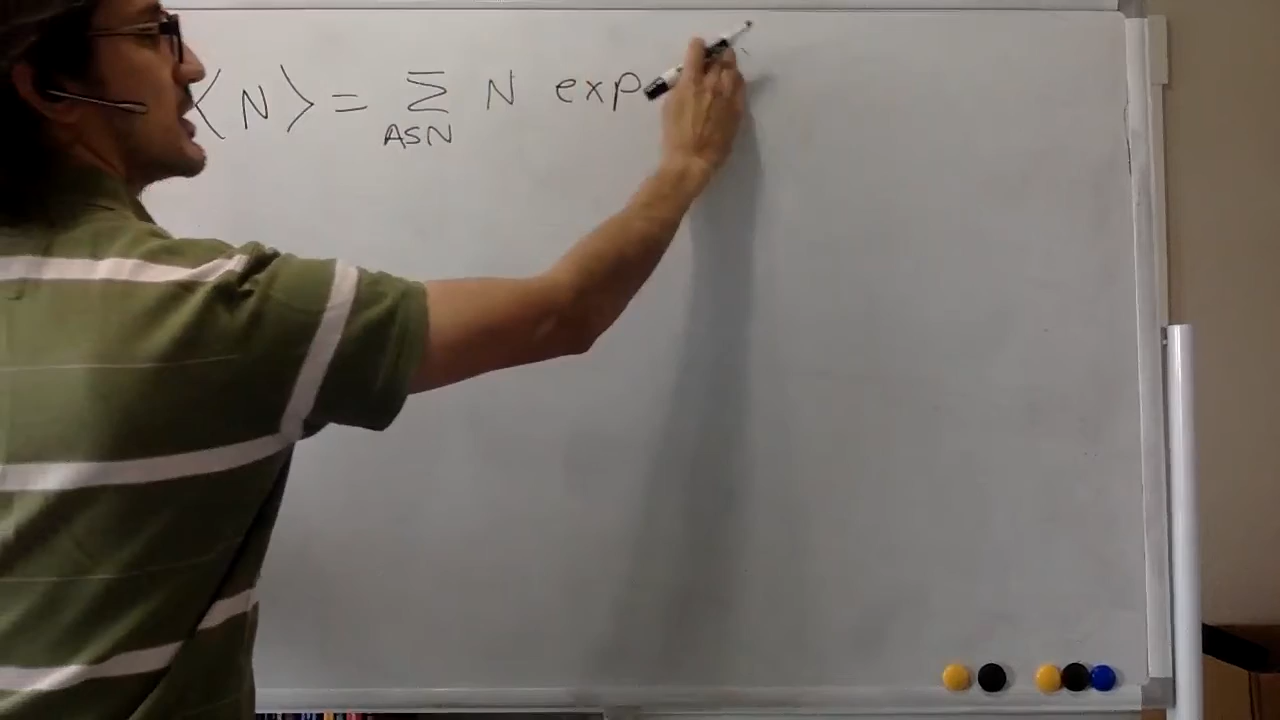 ⟨N⟩ = Σ N exp
ASN